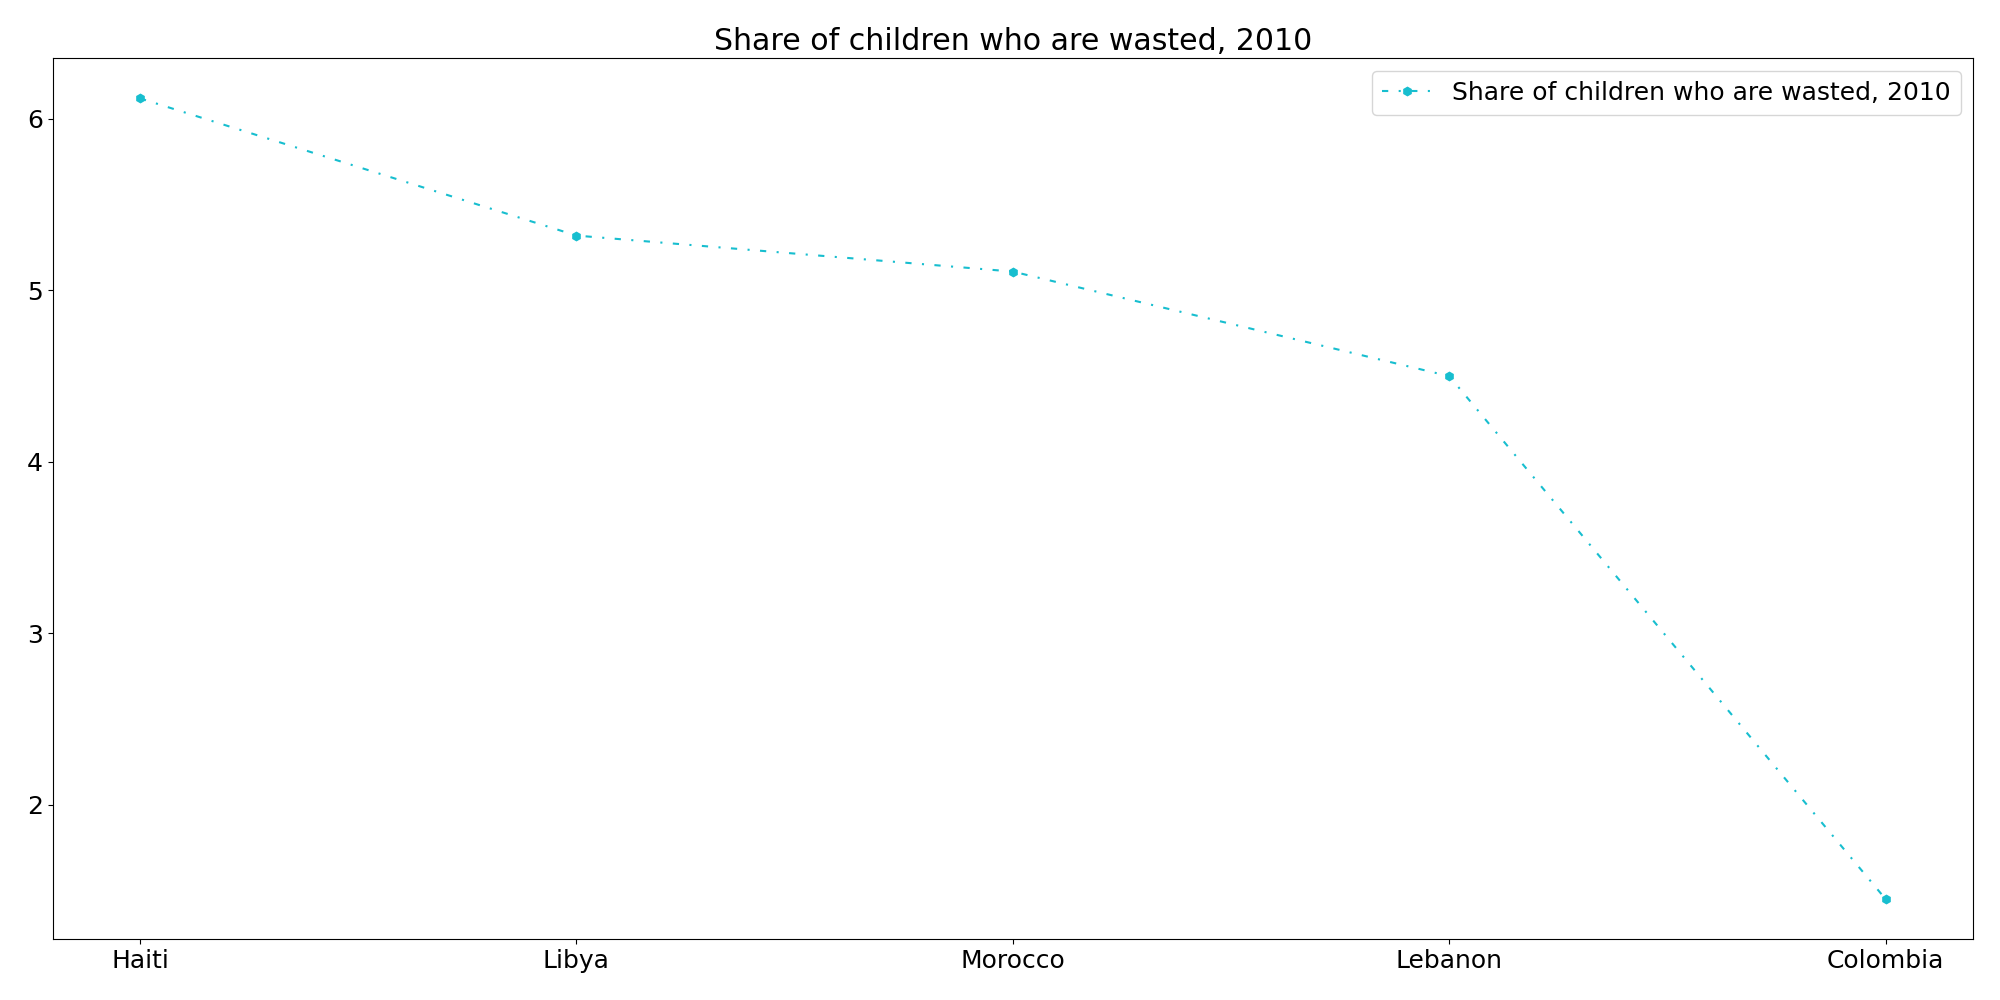 Share of children who are wasted, 2010
Share of children who are wasted, 2010
6
5
4
3
2
Haiti Libya Morocco Lebanon Colombia